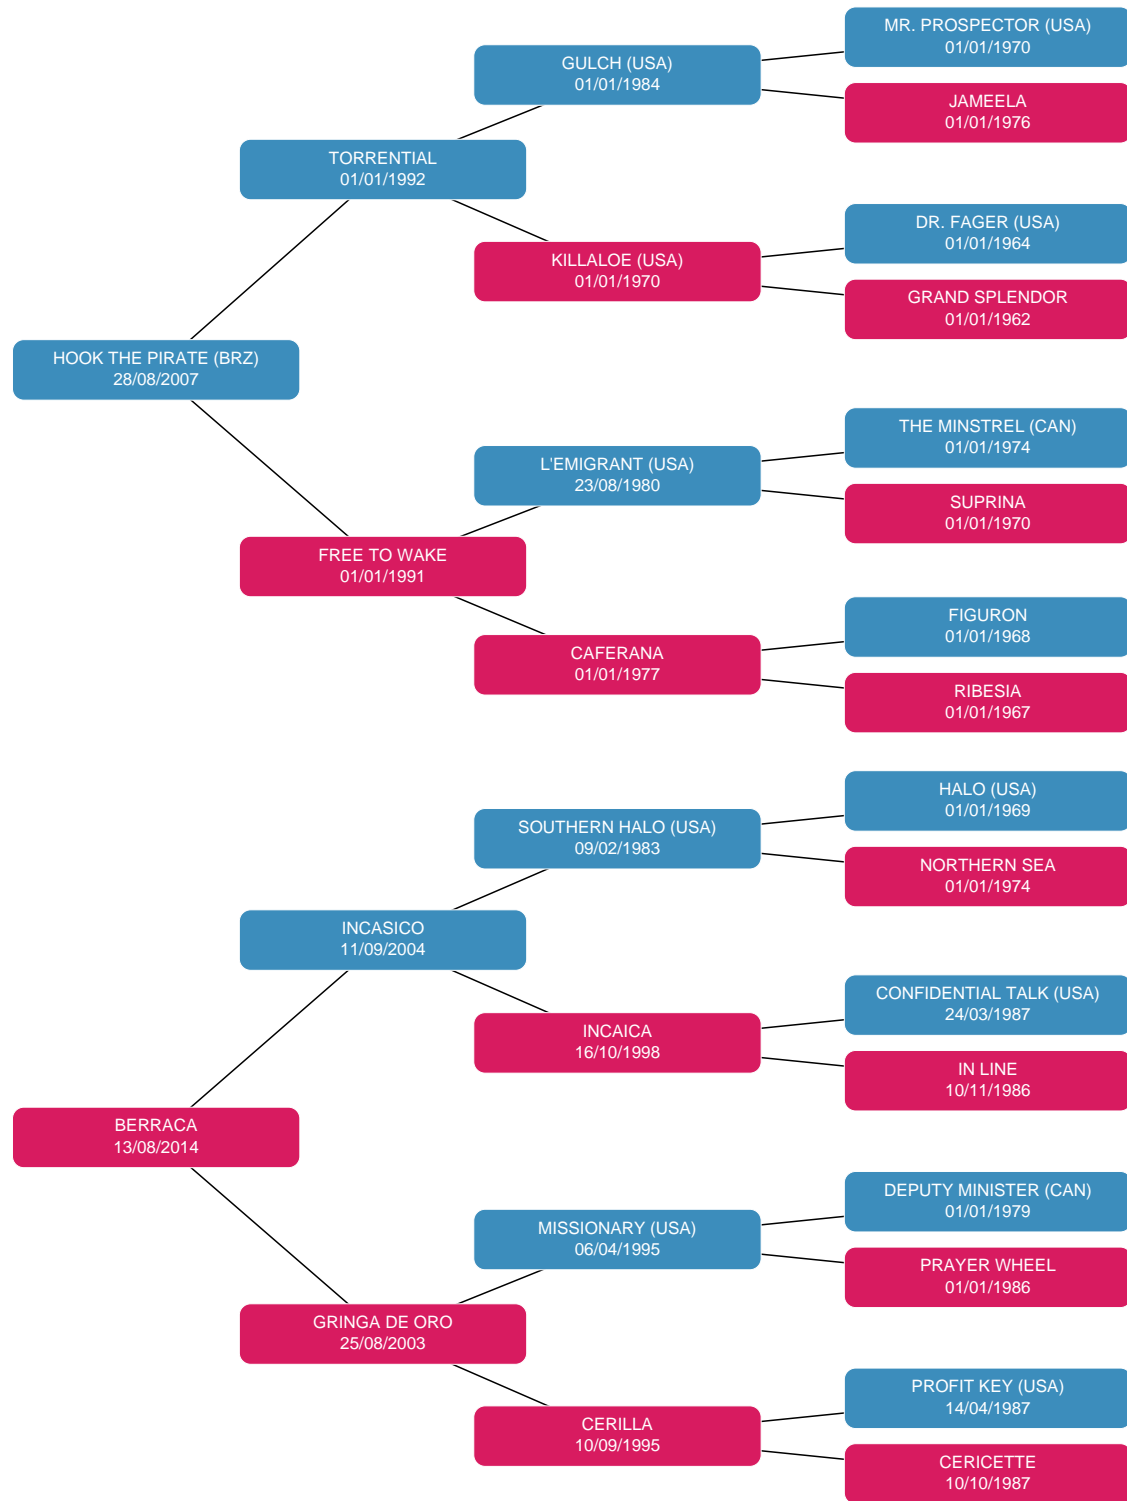 MR. PROSPECTOR (USA)
01/01/1970
GULCH (USA)
01/01/1984
JAMEELA
01/01/1976
TORRENTIAL
01/01/1992
DR. FAGER (USA)
01/01/1964
KILLALOE (USA)
01/01/1970
GRAND SPLENDOR
01/01/1962
HOOK THE PIRATE (BRZ)
28/08/2007
THE MINSTREL (CAN)
01/01/1974
L'EMIGRANT (USA)
23/08/1980
SUPRINA
01/01/1970
FREE TO WAKE
01/01/1991
FIGURON
01/01/1968
CAFERANA
01/01/1977
RIBESIA
01/01/1967
HALO (USA)
01/01/1969
SOUTHERN HALO (USA)
09/02/1983
NORTHERN SEA
01/01/1974
INCASICO
11/09/2004
CONFIDENTIAL TALK (USA)
24/03/1987
INCAICA
16/10/1998
IN LINE
10/11/1986
BERRACA
13/08/2014
DEPUTY MINISTER (CAN)
01/01/1979
MISSIONARY (USA)
06/04/1995
PRAYER WHEEL
01/01/1986
GRINGA DE ORO
25/08/2003
PROFIT KEY (USA)
14/04/1987
CERILLA
10/09/1995
CERICETTE
10/10/1987